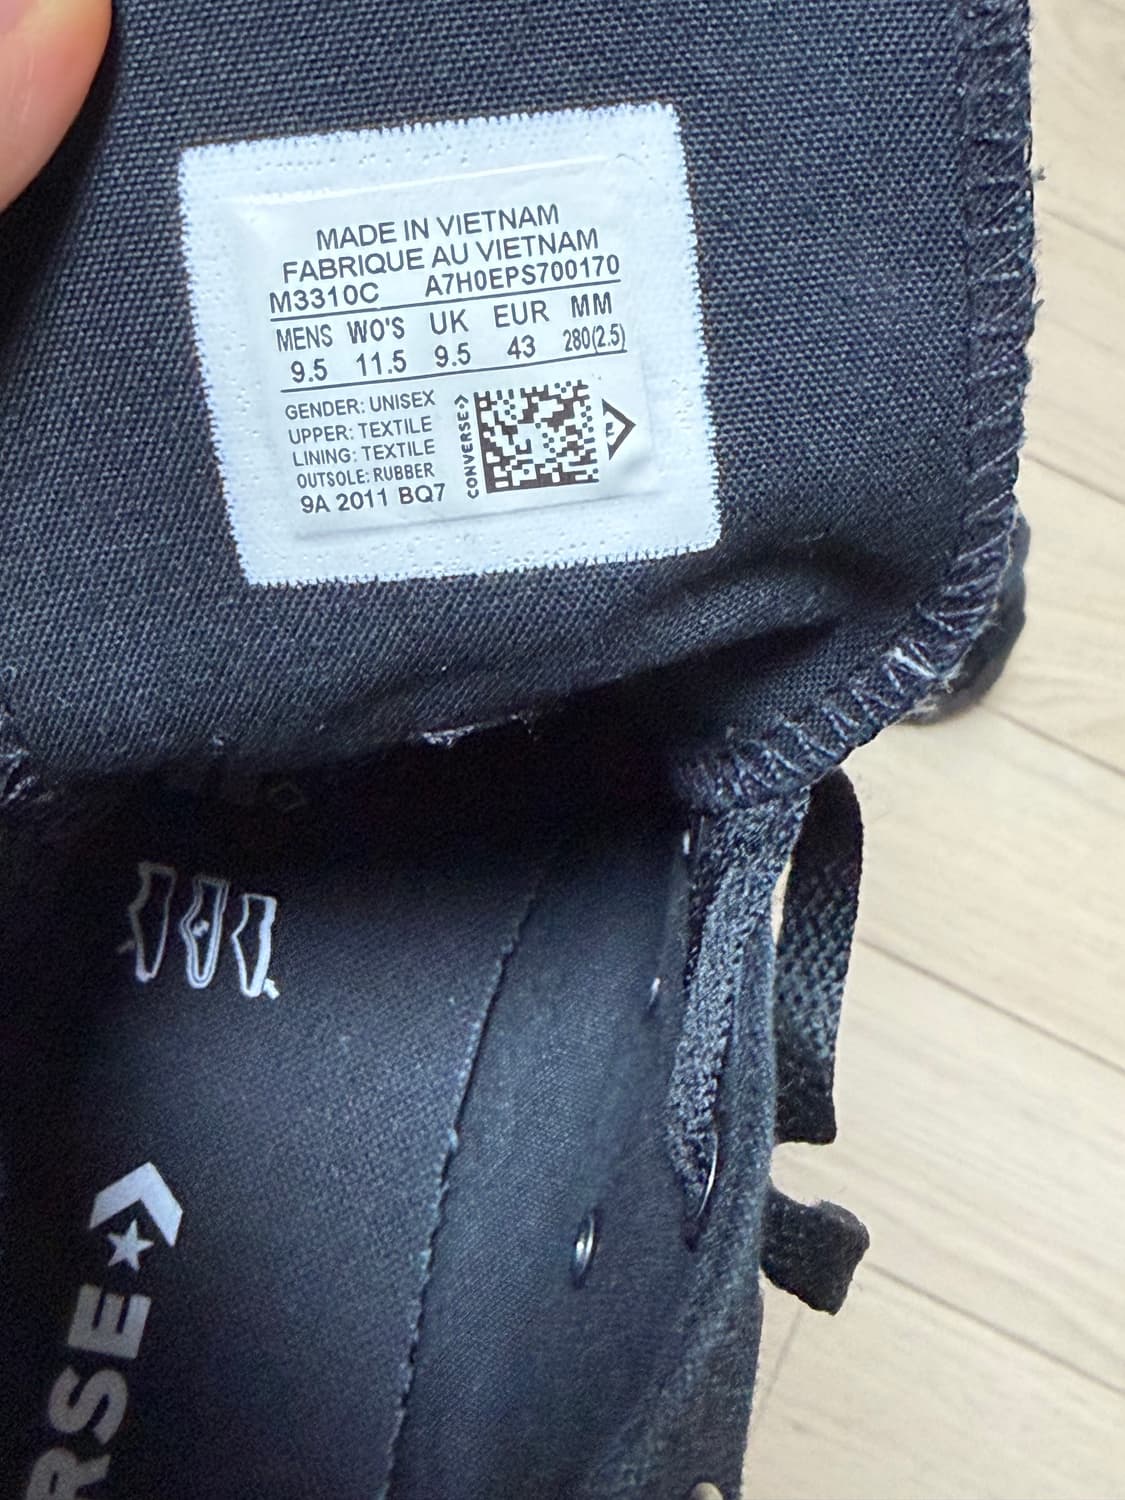 MADE IN VIETNAM
FABRIQUE AU VIETNAM
M3310C A7H0EPS700170
MENS WO'S UK EUR MM
9.5 11.5 9.5 43 280(2.5)
GENDER: UNISEX
UPPER: TEXTILE
LINING: TEXTILE
OUTSOLE: RUBBER
9A 2011 BQ7
CONVERSE
RSE